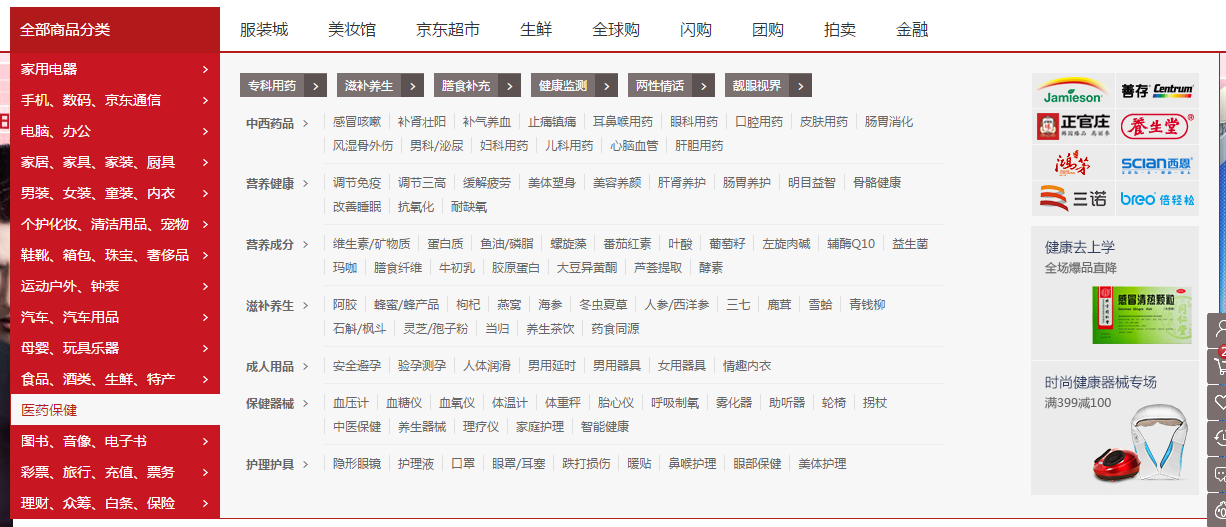 全部商品分类 服装城 美妆馆 京东超市 生鲜 全球购 闪购 团购 拍卖 金融
家用电器 >
手机、数码、京东通信 >
电脑、办公 >
家居、家具、家装、厨具 >
男装、女装、童装、内衣 >
个护化妆、清洁用品、宠物 >
鞋靴、箱包、珠宝、奢侈品 >
运动户外、钟表 >
汽车、汽车用品 >
母婴、玩具乐器 >
食品、酒类、生鲜、特产 >
医药保健
图书、音像、电子书 >
彩票、旅行、充值、票务 >
理财、众筹、白条、保险 >
专科用药 > 滋补养生 > 膳食补充 > 健康监测 > 两性情话 > 靓眼视界 >
中西药品 > 感冒咳嗽 补肾壮阳 补气养血 止痛镇痛 耳鼻喉用药 眼科用药 口腔用药 皮肤用药 肠胃消化
风湿骨外伤 男科/泌尿 妇科用药 儿科用药 心脑血管 肝胆用药
营养健康 > 调节免疫 调节三高 缓解疲劳 美体塑身 美容养颜 肝肾养护 肠胃养护 明目益智 骨骼健康
改善睡眠 抗氧化 耐缺氧
营养成分 > 维生素/矿物质 蛋白质 鱼油/磷脂 螺旋藻 番茄红素 叶酸 葡萄籽 左旋肉碱 辅酶Q10 益生菌
玛咖 膳食纤维 牛初乳 胶原蛋白 大豆异黄酮 芦荟提取 酵素
滋补养生 > 阿胶 蜂蜜/蜂产品 枸杞 燕窝 海参 冬虫夏草 人参/西洋参 三七 鹿茸 雪蛤 青钱柳
石斛/枫斗 灵芝/孢子粉 当归 养生茶饮 药食同源
成人用品 > 安全避孕 验孕测孕 人体润滑 男用延时 男用器具 女用器具 情趣内衣
保健器械 > 血压计 血糖仪 血氧仪 体温计 体重秤 胎心仪 呼吸制氧 雾化器 助听器 轮椅 拐杖
中医保健 养生器械 理疗仪 家庭护理 智能健康
护理护具 > 隐形眼镜 护理液 口罩 眼罩/耳塞 跌打损伤 暖贴 鼻喉护理 眼部保健 美体护理
Jamieson 善存 Centrum
正官庄 养生堂
鸿茅 SCIAN西恩
三诺 breo 倍轻松
健康去上学
全场爆品直降
感冒清热颗粒
同仁堂
时尚健康器械专场
满399减100